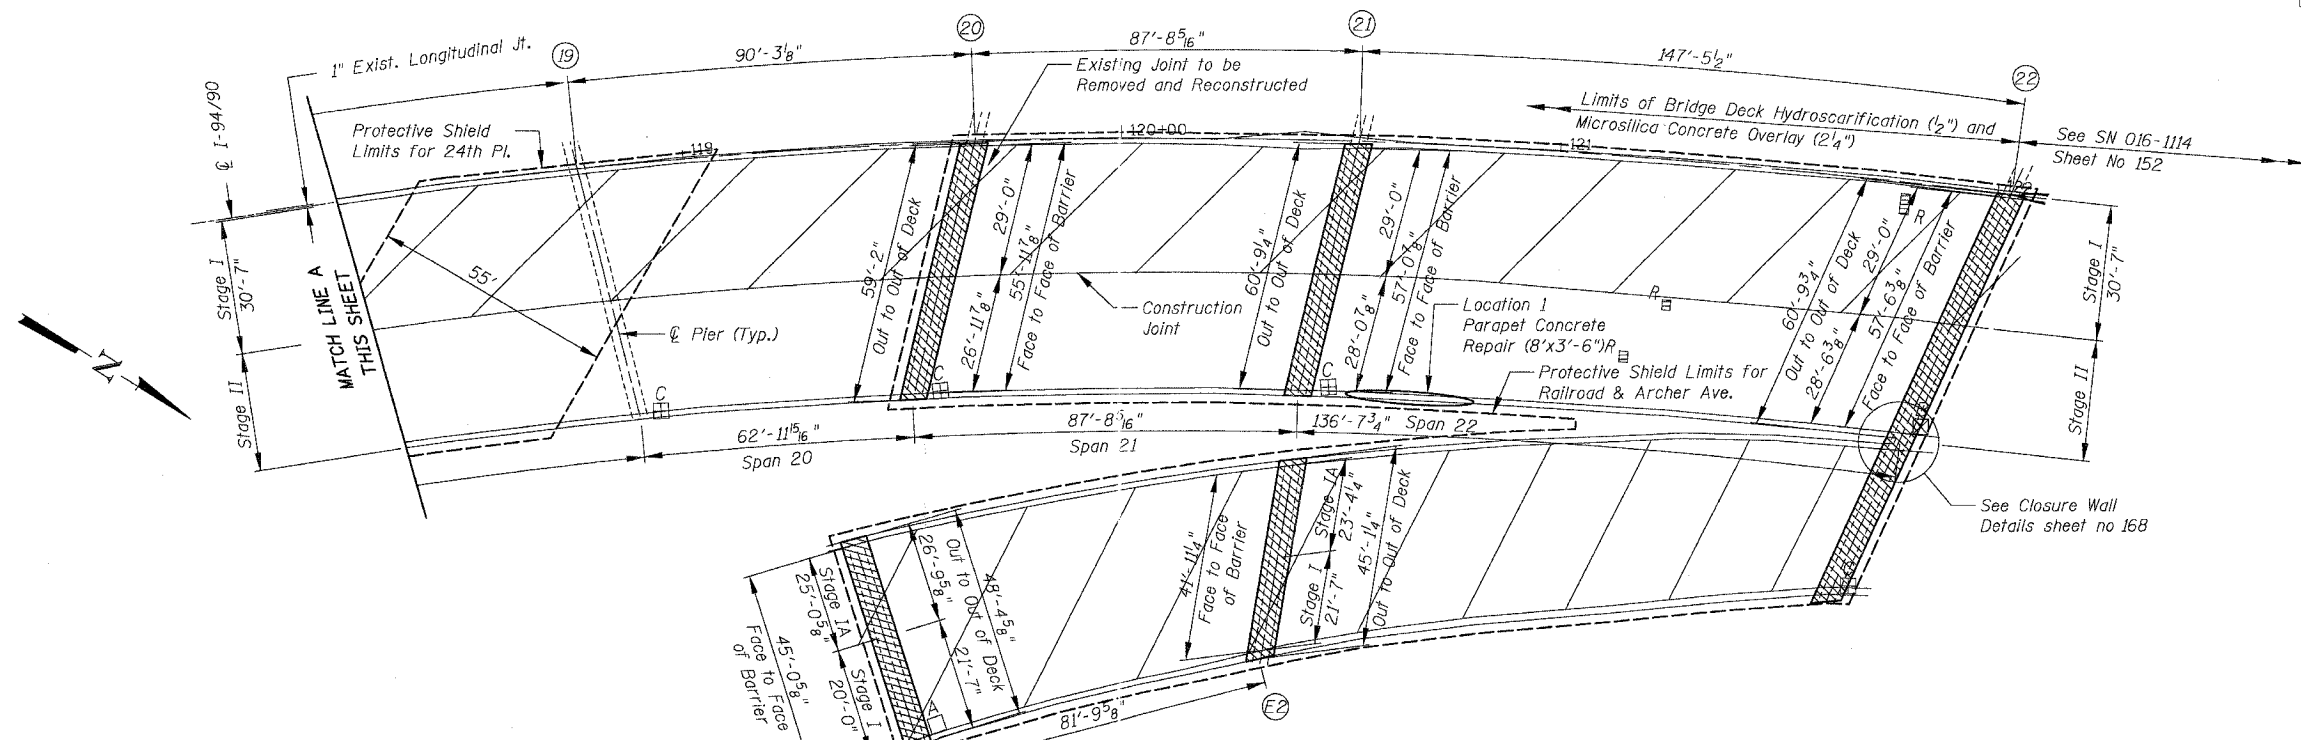 19
20
21
22
90'-3 1/8"
87'-8 5/16"
147'-5 1/2"
1" Exist. Longitudinal Jt.
℄ I-94/90
Existing Joint to be
Removed and Reconstructed
Limits of Bridge Deck Hydroscarification (1/2") and
Microsilica Concrete Overlay (2 1/4")
See SN 016-1114
Sheet No 152
Protective Shield
Limits for 24th Pl.
119
120+00
121
Stage I
30'-7"
Stage II
MATCH LINE A
THIS SHEET
55'
℄ Pier (Typ.)
59'-2"
Out to Out of Deck
29'-0"
26'-11 7/8"
55'-11 7/8"
Face to Face of Barrier
Construction
Joint
60'-9 1/4"
Out to Out of Deck
29'-0"
28'-0 7/8"
57'-0 7/8"
Face to Face of Barrier
Location 1
Parapet Concrete
Repair (8'x3'-6")
R
R
R
60'-9 3/4"
Out to Out of Deck
29'-0"
28'-6 3/8"
57'-6 3/8"
Face to Face of Barrier
Stage I
30'-7"
Stage II
N
C
C
C
Protective Shield Limits for
Railroad & Archer Ave.
62'-11 15/16"
Span 20
87'-8 5/16"
Span 21
136'-7 3/4"
Span 22
See Closure Wall
Details sheet no 168
Stage IA
25'-0 5/8"
Stage I
20'-0"
45'-0 5/8"
Face to Face
of Barrier
26'-9 5/8"
21'-7"
48'-4 5/8"
Out to Out of Deck
A
41'-11 1/4"
Face to Face
of Barrier
Stage IA
23'-4 1/4"
Stage I
21'-7"
45'-1 1/4"
Out to Out of Deck
81'-9 5/8"
E2